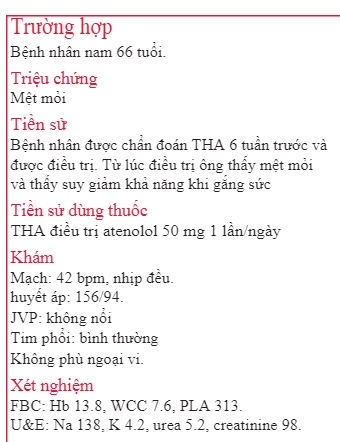 Trường hợp
Bệnh nhân nam 66 tuổi.
Triệu chứng
Mệt mỏi
Tiền sử
Bệnh nhân được chẩn đoán THA 6 tuần trước và
được điều trị. Từ lúc điều trị ông thấy mệt mỏi
và thấy suy giảm khả năng khi gắng sức
Tiền sử dùng thuốc
THA điều trị atenolol 50 mg 1 lần/ngày
Khám
Mạch: 42 bpm, nhịp đều.
huyết áp: 156/94.
JVP: không nổi
Tim phổi: bình thường
Không phù ngoại vi.
Xét nghiệm
FBC: Hb 13.8, WCC 7.6, PLA 313.
U&E: Na 138, K 4.2, urea 5.2, creatinine 98.